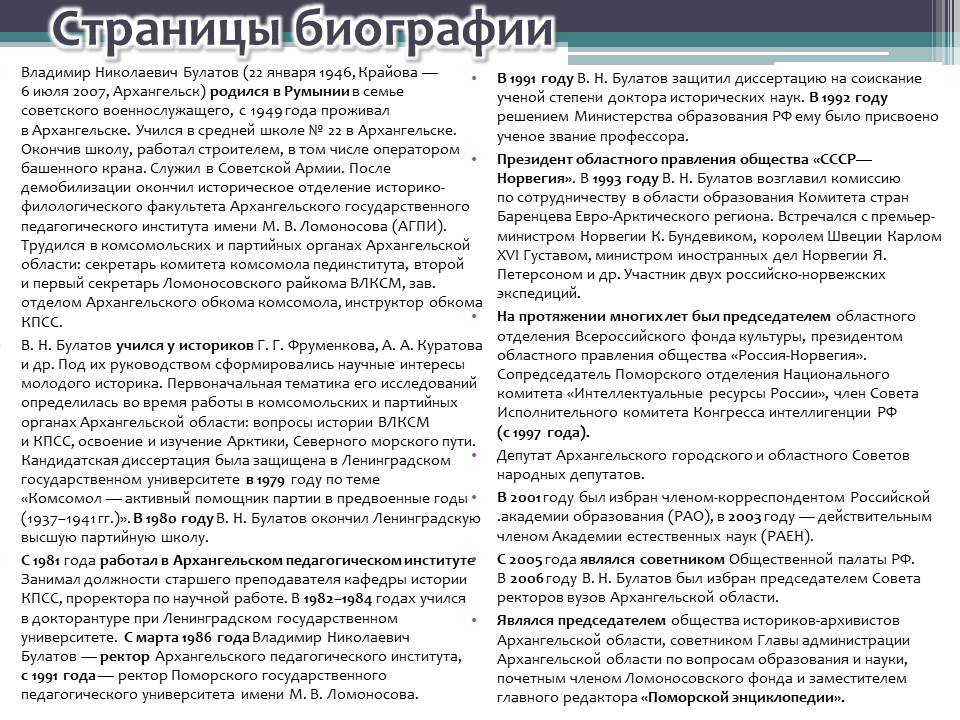 Страницы биографии
Владимир Николаевич Булатов (22 января 1946, Крайова —
6 июля 2007, Архангельск) родился в Румынии в семье
советского военнослужащего, с 1949 года проживал
в Архангельске. Учился в средней школе № 22 в Архангельске.
Окончив школу, работал строителем, в том числе оператором
башенного крана. Служил в Советской Армии. После
демобилизации окончил историческое отделение историко-
филологического факультета Архангельского государственного
педагогического института имени М. В. Ломоносова (АГПИ).
Трудился в комсомольских и партийных органах Архангельской
области: секретарь комитета комсомола пединститута, второй
и первый секретарь Ломоносовского райкома ВЛКСМ, зав.
отделом Архангельского обкома комсомола, инструктор обкома
КПСС.
В. Н. Булатов учился у историков Г. Г. Фруменкова, А. А. Куратова
и др. Под их руководством сформировались научные интересы
молодого историка. Первоначальная тематика его исследований
определилась во время работы в комсомольских и партийных
органах Архангельской области: вопросы истории ВЛКСМ
и КПСС, освоение и изучение Арктики, Северного морского пути.
Кандидатская диссертация была защищена в Ленинградском
государственном университете в 1979 году по теме
«Комсомол — активный помощник партии в предвоенные годы
(1937–1941 гг.)». В 1980 году В. Н. Булатов окончил Ленинградскую
высшую партийную школу.
С 1981 года работал в Архангельском педагогическом институте
Занимал должности старшего преподавателя кафедры истории
КПСС, проректора по научной работе. В 1982–1984 годах учился
в докторантуре при Ленинградском государственном
университете. С марта 1986 года Владимир Николаевич
Булатов — ректор Архангельского педагогического института,
с 1991 года — ректор Поморского государственного
педагогического университета имени М. В. Ломоносова.
В 1991 году В. Н. Булатов защитил диссертацию на соискание
ученой степени доктора исторических наук. В 1992 году
решением Министерства образования РФ ему было присвоено
ученое звание профессора.
Президент областного правления общества «СССР—
Норвегия». В 1993 году В. Н. Булатов возглавил комиссию
по сотрудничеству в области образования Комитета стран
Баренцева Евро-Арктического региона. Встречался с премьер-
министром Норвегии К. Бундевиком, королем Швеции Карлом
XVI Густавом, министром иностранных дел Норвегии Я.
Петерсоном и др. Участник двух российско-норвежских
экспедиций.
На протяжении многих лет был председателем областного
отделения Всероссийского фонда культуры, президентом
областного правления общества «Россия-Норвегия».
Сопредседатель Поморского отделения Национального
комитета «Интеллектуальные ресурсы России», член Совета
Исполнительного комитета Конгресса интеллигенции РФ
(с 1997 года).
Депутат Архангельского городского и областного Советов
народных депутатов.
В 2001 году был избран членом-корреспондентом Российской
.академии образования (РАО), в 2003 году — действительным
членом Академии естественных наук (РАЕН).
С 2005 года являлся советником Общественной палаты РФ.
В 2006 году В. Н. Булатов был избран председателем Совета
ректоров вузов Архангельской области.
Являлся председателем общества историков-архивистов
Архангельской области, советником Главы администрации
Архангельской области по вопросам образования и науки,
почетным членом Ломоносовского фонда и заместителем
главного редактора «Поморской энциклопедии».